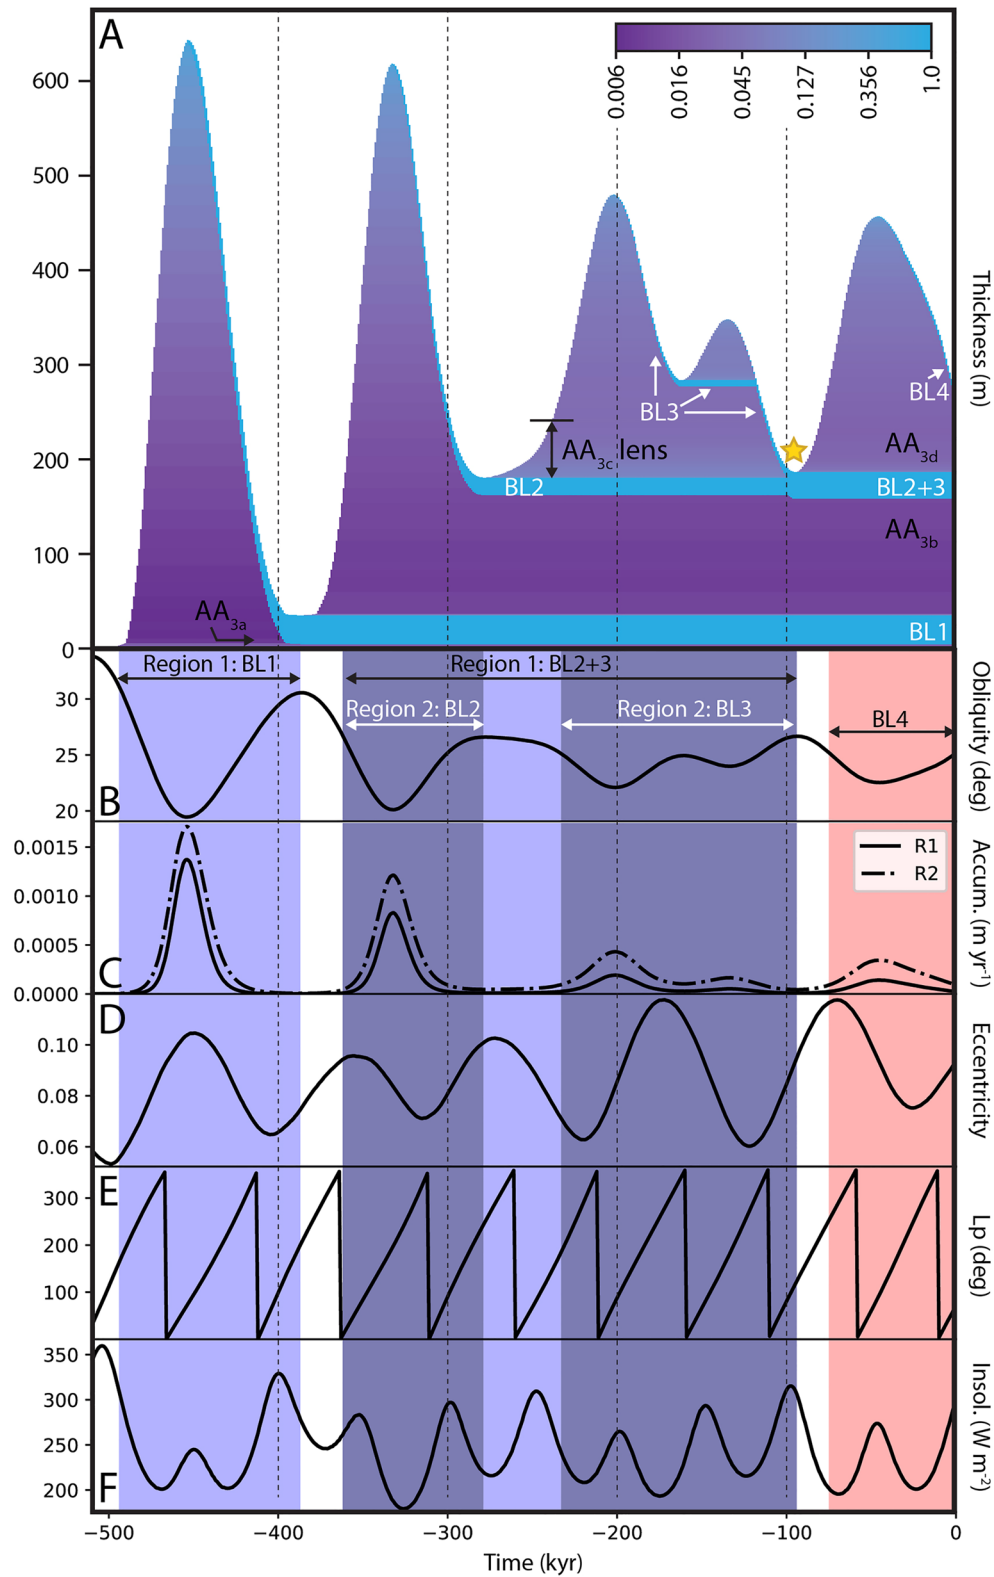 A
0.006
0.016
0.045
0.127
0.356
1.0
600
500
400
300
200
100
0
Thickness (m)
BL3
BL4
AA3c lens
AA3d
BL2
BL2+3
AA3b
AA3a
BL1
Region 1: BL1
Region 1: BL2+3
Region 2: BL2
Region 2: BL3
BL4
30
25
20
B
Obliquity (deg)
0.0015
0.0010
0.0005
0.0000
C
R1
R2
Accum. (m yr-1)
D
0.10
0.08
0.06
Eccentricity
E
300
200
100
Lp (deg)
350
300
250
200
F
Insol. (W m-2)
−500
−400
−300
−200
−100
0
Time (kyr)